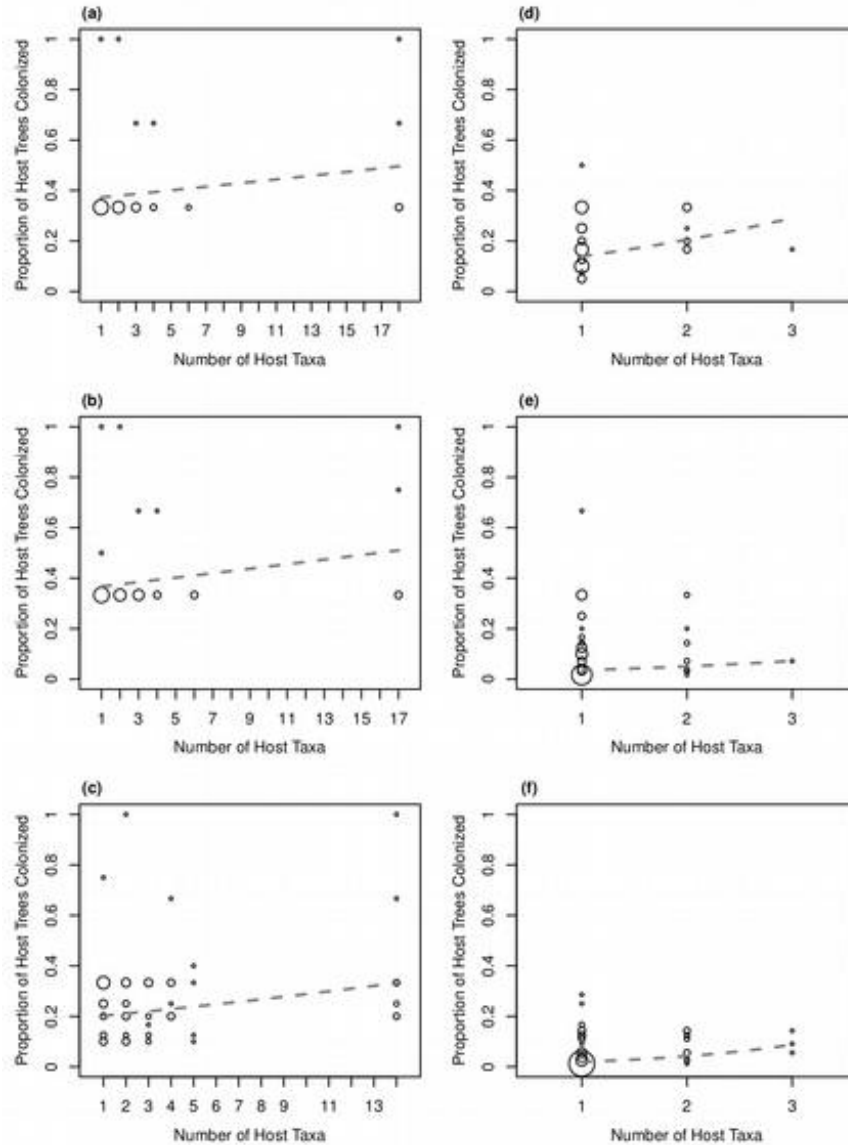 (a)
Proportion of Host Trees Colonized
1
0.8
0.6
0.4
0.2
0
1 3 5 7 9 11 13 15 17
Number of Host Taxa
(d)
Proportion of Host Trees Colonized
1
0.8
0.6
0.4
0.2
0
1 2 3
Number of Host Taxa
(b)
Proportion of Host Trees Colonized
1
0.8
0.6
0.4
0.2
0
1 3 5 7 9 11 13 15 17
Number of Host Taxa
(e)
Proportion of Host Trees Colonized
1
0.8
0.6
0.4
0.2
0
1 2 3
Number of Host Taxa
(c)
Proportion of Host Trees Colonized
1
0.8
0.6
0.4
0.2
0
1 2 3 4 5 6 7 8 9 11 13
Number of Host Taxa
(f)
Proportion of Host Trees Colonized
1
0.8
0.6
0.4
0.2
0
1 2 3
Number of Host Taxa